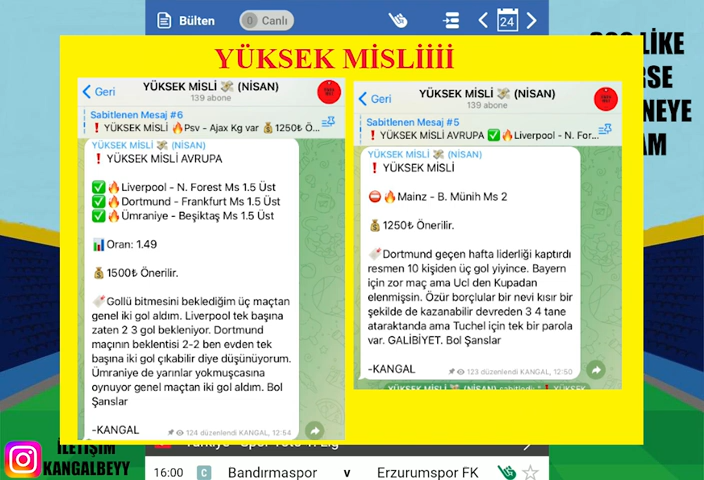 Bülten
0 Canlı
24
LİKE
YÜKSEK MİSLİİİİ
Geri
YÜKSEK MİSLİ 💸 (NİSAN)
139 abone
Sabitlenen Mesaj #6
❗ YÜKSEK MİSLİ 🔥Psv - Ajax Kg var 💰1250₺ Ö...
YÜKSEK MİSLİ 💸 (NİSAN)
❗ YÜKSEK MİSLİ AVRUPA
✅🔥Liverpool - N. Forest Ms 1.5 Üst
✅🔥Dortmund - Frankfurt Ms 1.5 Üst
✅🔥Ümraniye - Beşiktaş Ms 1.5 Üst
📊 Oran: 1.49
💰 1500₺ Önerilir.
Gollü bitmesini beklediğim üç maçtan
genel iki gol aldım. Liverpool tek başına
zaten 2 3 gol bekleniyor. Dortmund
maçının beklentisi 2-2 ben evden tek
başına iki gol çıkabilir diye düşünüyorum.
Ümraniye de yarınlar yokmuşcasına
oynuyor genel maçtan iki gol aldım. Bol
Şanslar
-KANGAL
124 düzenlendi KANGAL, 12:54
Geri
YÜKSEK MİSLİ 💸 (NİSAN)
139 abone
Sabitlenen Mesaj #5
❗ YÜKSEK MİSLİ AVRUPA ✅🔥Liverpool - N. For...
YÜKSEK MİSLİ 💸 (NİSAN)
❗ YÜKSEK MİSLİ
⛔ 🔥Mainz - B. Münih Ms 2
💰 1250₺ Önerilir.
Dortmund geçen hafta liderliği kaptırdı
resmen 10 kişiden üç gol yiyince. Bayern
için zor maç ama Ucl den Kupadan
elenmişsin. Özür borçlular bir nevi kısır bir
şekilde de kazanabilir devreden 3 4 tane
ataraktanda ama Tuchel için tek bir parola
var. GALİBİYET. Bol Şanslar
-KANGAL
123 düzenlendi KANGAL, 12:50
YÜKSEK MİSLİ 💸 (NİSAN) sabitledi: "❗ YÜKSEK
İLETİŞİM
KANGALBEYY
16:00 C Bandırmaspor v Erzurumspor FK